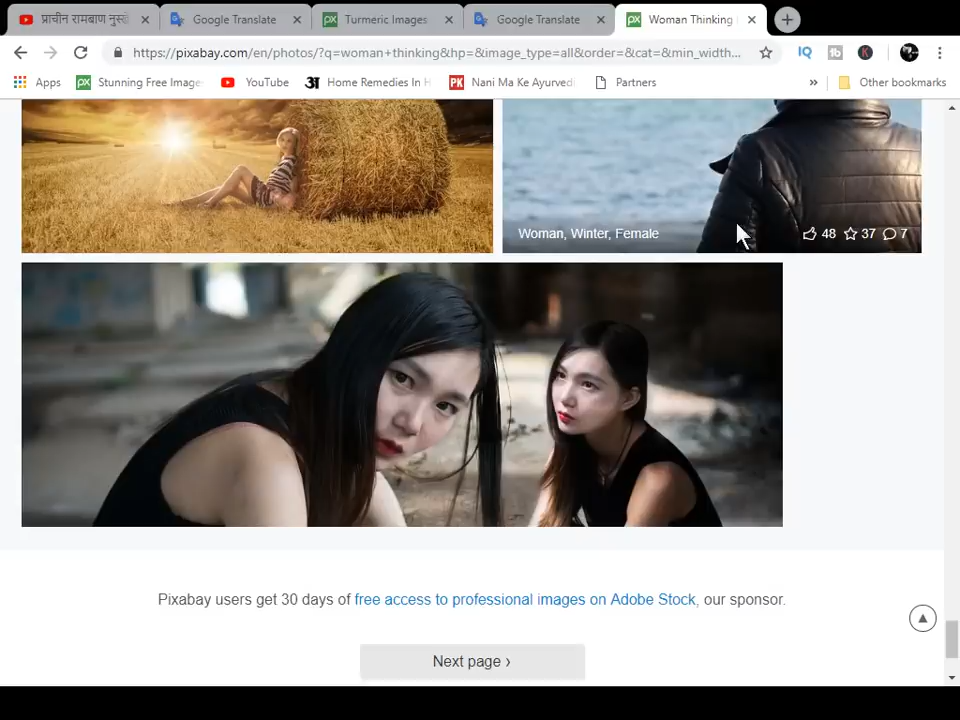 प्राचीन रामबाण नुस्
Google Translate
Turmeric Images
Google Translate
Woman Thinking
https://pixabay.com/en/photos/?q=woman+thinking&hp=&image_type=all&order=&cat=&min_width...
Apps
Stunning Free Image
YouTube
Home Remedies In H
Nani Ma Ke Ayurved
Partners
»
Other bookmarks
Woman, Winter, Female
48
37
7
Pixabay users get 30 days of free access to professional images on Adobe Stock, our sponsor.
Next page ›